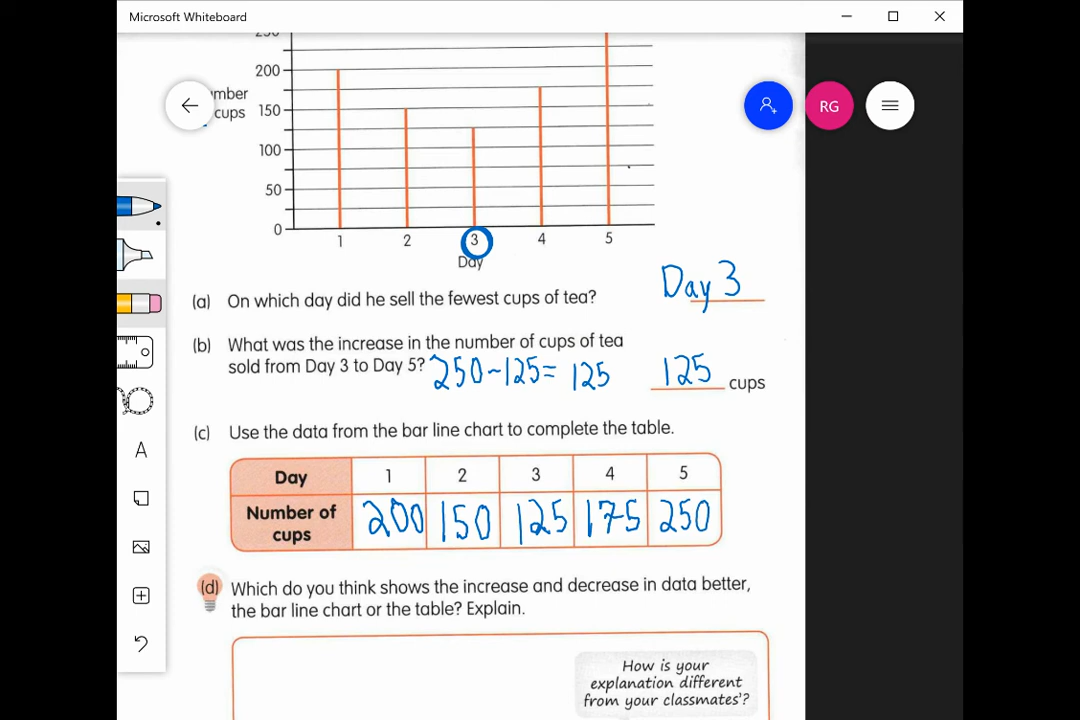 Microsoft Whiteboard
250
200
mber
cups
150
100
50
0
1 2 3 4 5
Day
RG
(a) On which day did he sell the fewest cups of tea? Day 3
(b) What was the increase in the number of cups of tea
sold from Day 3 to Day 5? 250-125= 125 125 cups
(c) Use the data from the bar line chart to complete the table.
Day 1 2 3 4 5
Number of cups 200 150 125 175 250
(d) Which do you think shows the increase and decrease in data better,
the bar line chart or the table? Explain.
How is your
explanation different
from your classmates'?
A